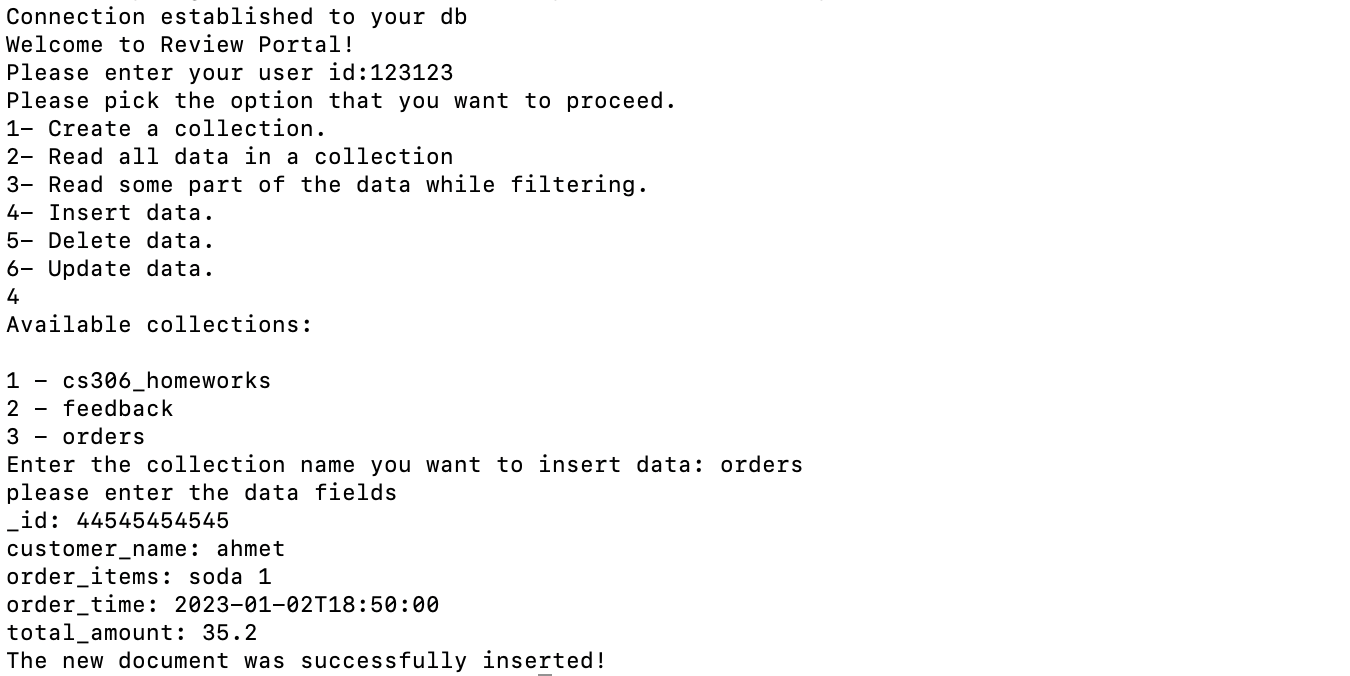 Connection established to your db
Welcome to Review Portal!
Please enter your user id:123123
Please pick the option that you want to proceed.
1- Create a collection.
2- Read all data in a collection
3- Read some part of the data while filtering.
4- Insert data.
5- Delete data.
6- Update data.
4
Available collections:

1 - cs306_homeworks
2 - feedback
3 - orders
Enter the collection name you want to insert data: orders
please enter the data fields
_id: 44545454545
customer_name: ahmet
order_items: soda 1
order_time: 2023-01-02T18:50:00
total_amount: 35.2
The new document was successfully inserted!